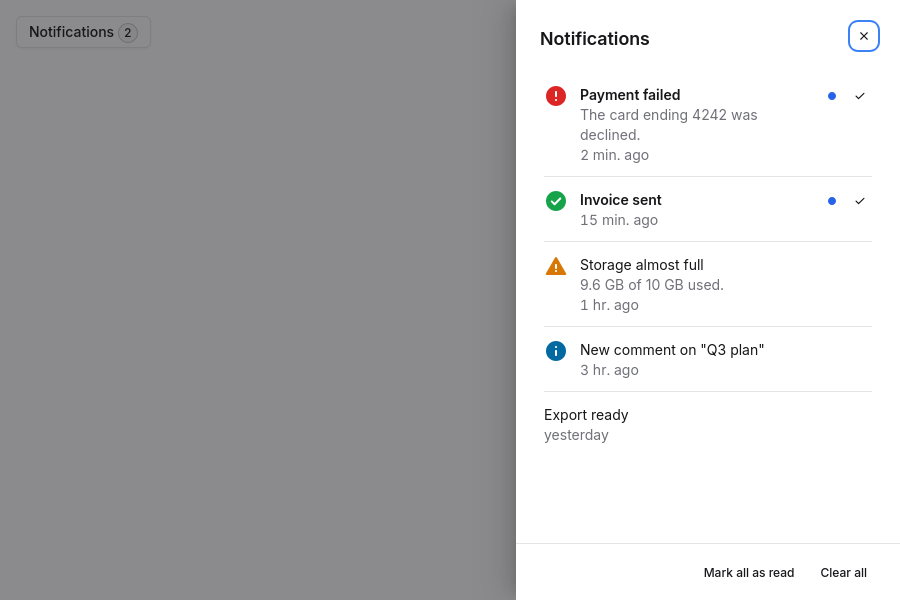 Notifications 2
Notifications
Payment failed
The card ending 4242 was
declined.
2 min. ago
Invoice sent
15 min. ago
Storage almost full
9.6 GB of 10 GB used.
1 hr. ago
New comment on "Q3 plan"
3 hr. ago
Export ready
yesterday
Mark all as read
Clear all